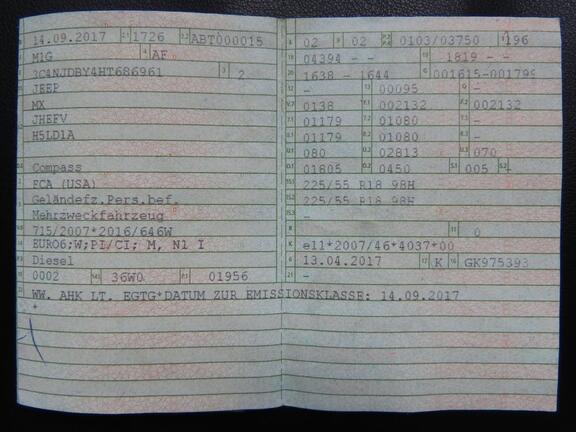 14.09.2017 1726 ABT000015
M1G AF
3C4NJDBY4HT686961 2
JEEP
MX
JHEFV
H5LD1A
Compass
FCA (USA)
Geländefz.Pers.bef.
Mehrzweckfahrzeug
715/2007*2016/646W
EURO6;W;PI/CI; M, N1 I
Diesel
0002 36W0 01956
WW. AHK LT. EGTG*DATUM ZUR EMISSIONSKLASSE: 14.09.2017
+
02 02 0103/03750 196
04394 - - 1819 - -
1638 - 1644 001615-001799
- 00095 -
0138 002132 002132
01179 01080 -
01179 01080 -
080 02813 070
01805 0450 005 +
225/55 R18 98H
225/55 R18 98H
-
0
K e11*2007/46*4037*00
13.04.2017 K GK975393
-